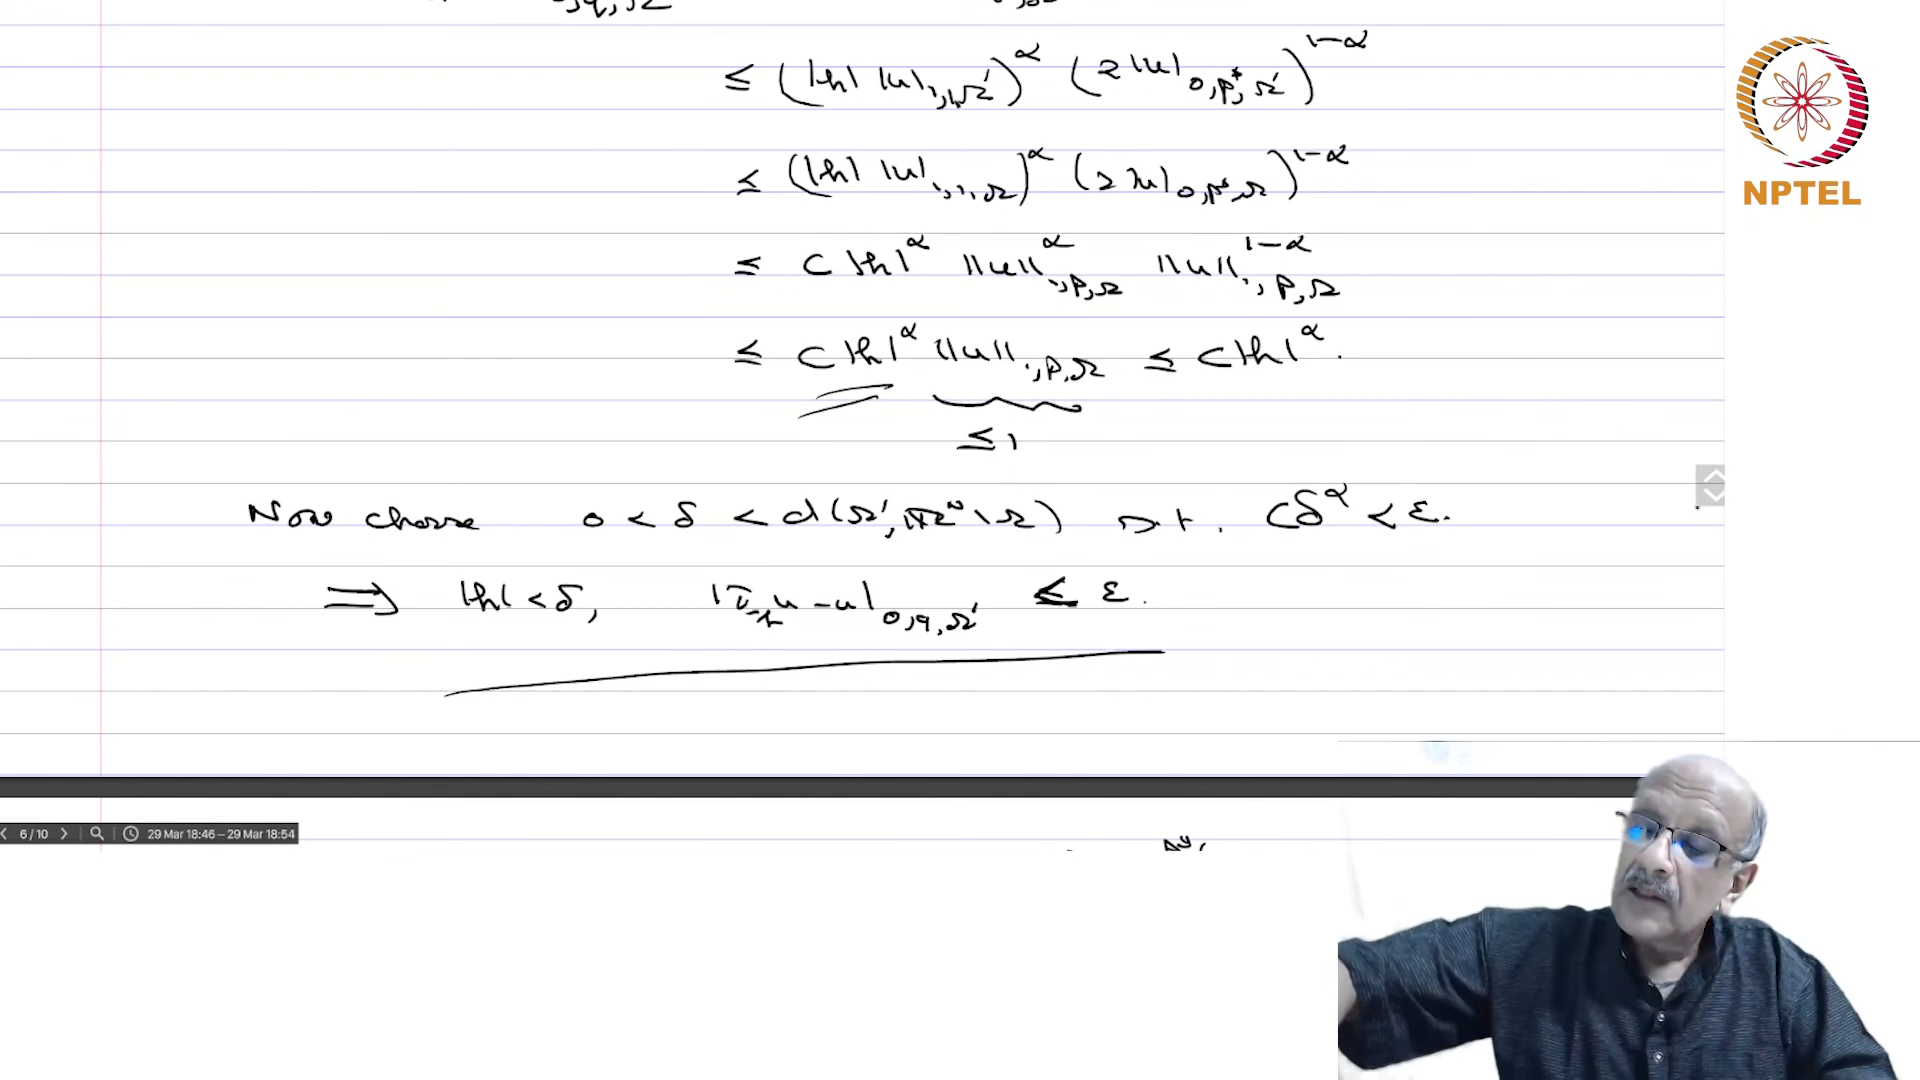 ≤ (|h| |u|_{1,1,Ω'})^α (2|u|_{0,p*,Ω'})^{1-α}
≤ (|h| |u|_{1,1,Ω})^α (2|u|_{0,p*,Ω})^{1-α}
≤ C|h|^α ||u||^α_{1,p,Ω} ||u||^{1-α}_{1,p,Ω}
≤ C|h|^α ||u||_{1,p,Ω} ≤ C|h|^α.
≤ 1
Now choose 0 < δ < d(Ω', ℝ^N \ Ω) s.t. Cδ^α < ε.
⟹ |h| < δ, |τ_{-h}u - u|_{0,q,Ω'} ≤ ε.
NPTEL
6 / 10 29 Mar 18:46 – 29 Mar 18:54